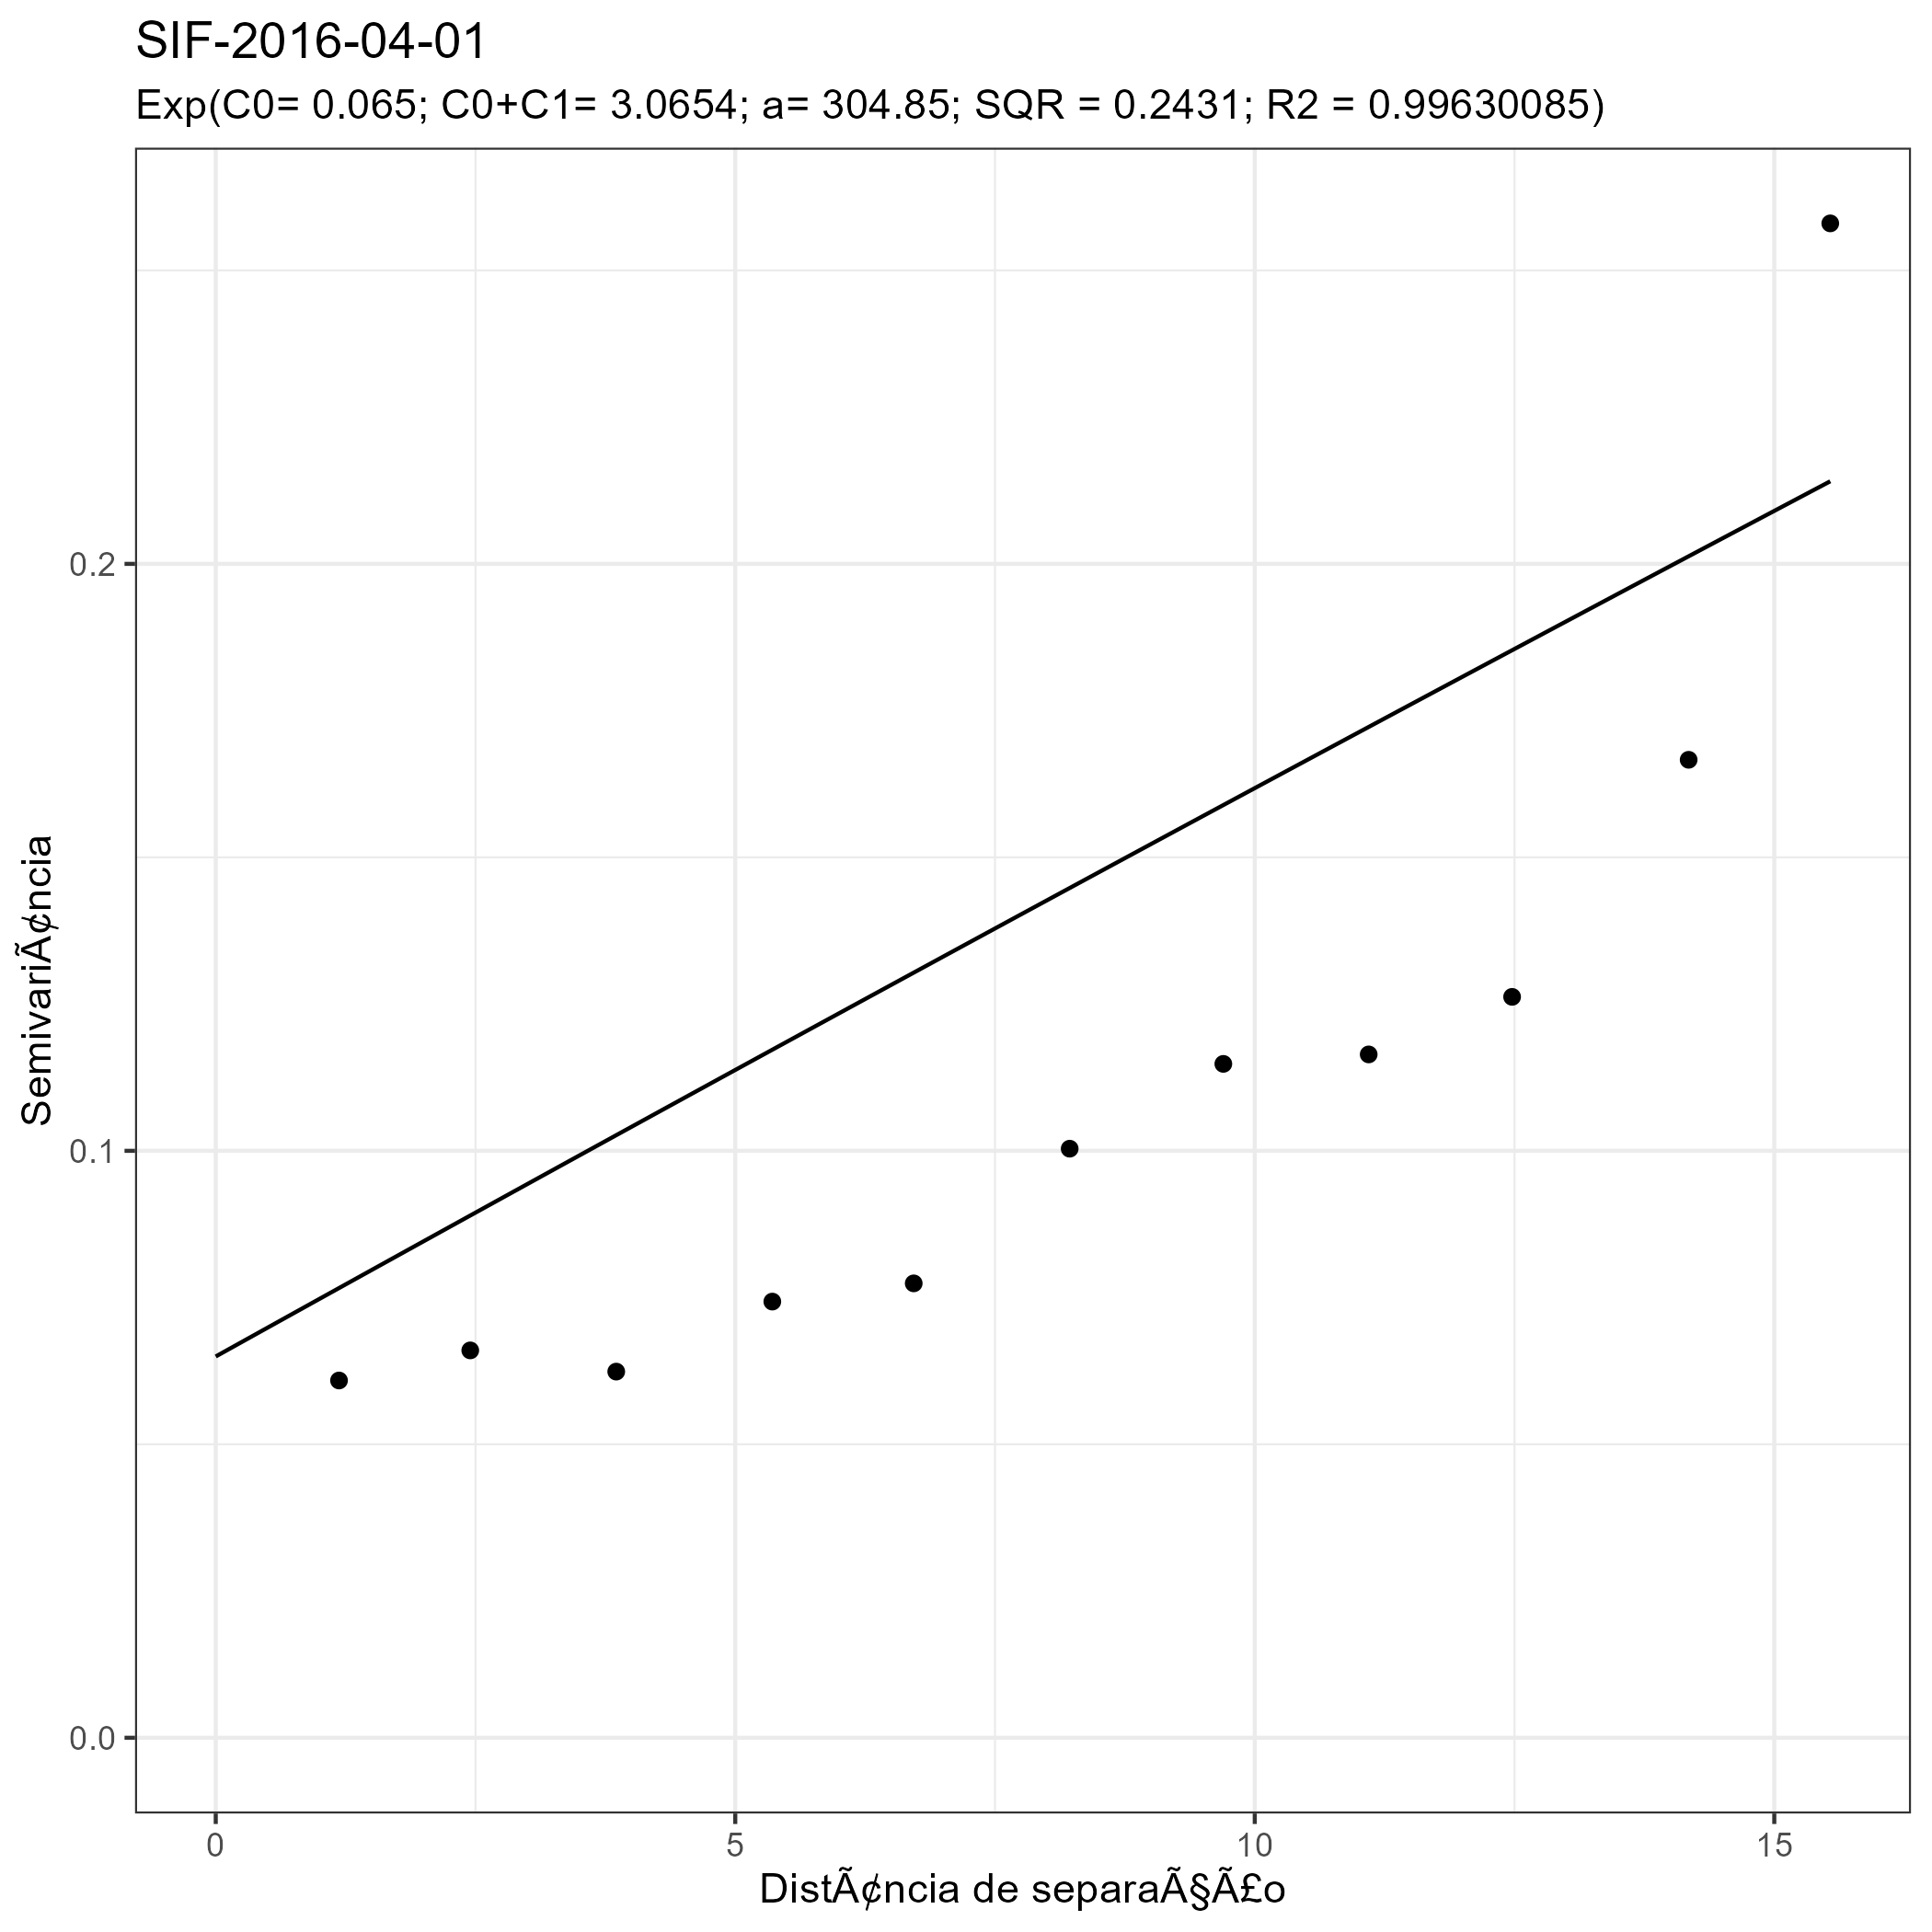 SIF-2016-04-01
Exp(C0= 0.065; C0+C1= 3.0654; a= 304.85; SQR = 0.2431; R2 = 0.99630085)
SemivariÃ¢ncia
0.2
0.1
0.0
0
5
10
15
DistÃ¢ncia de separaÃ§Ã£o